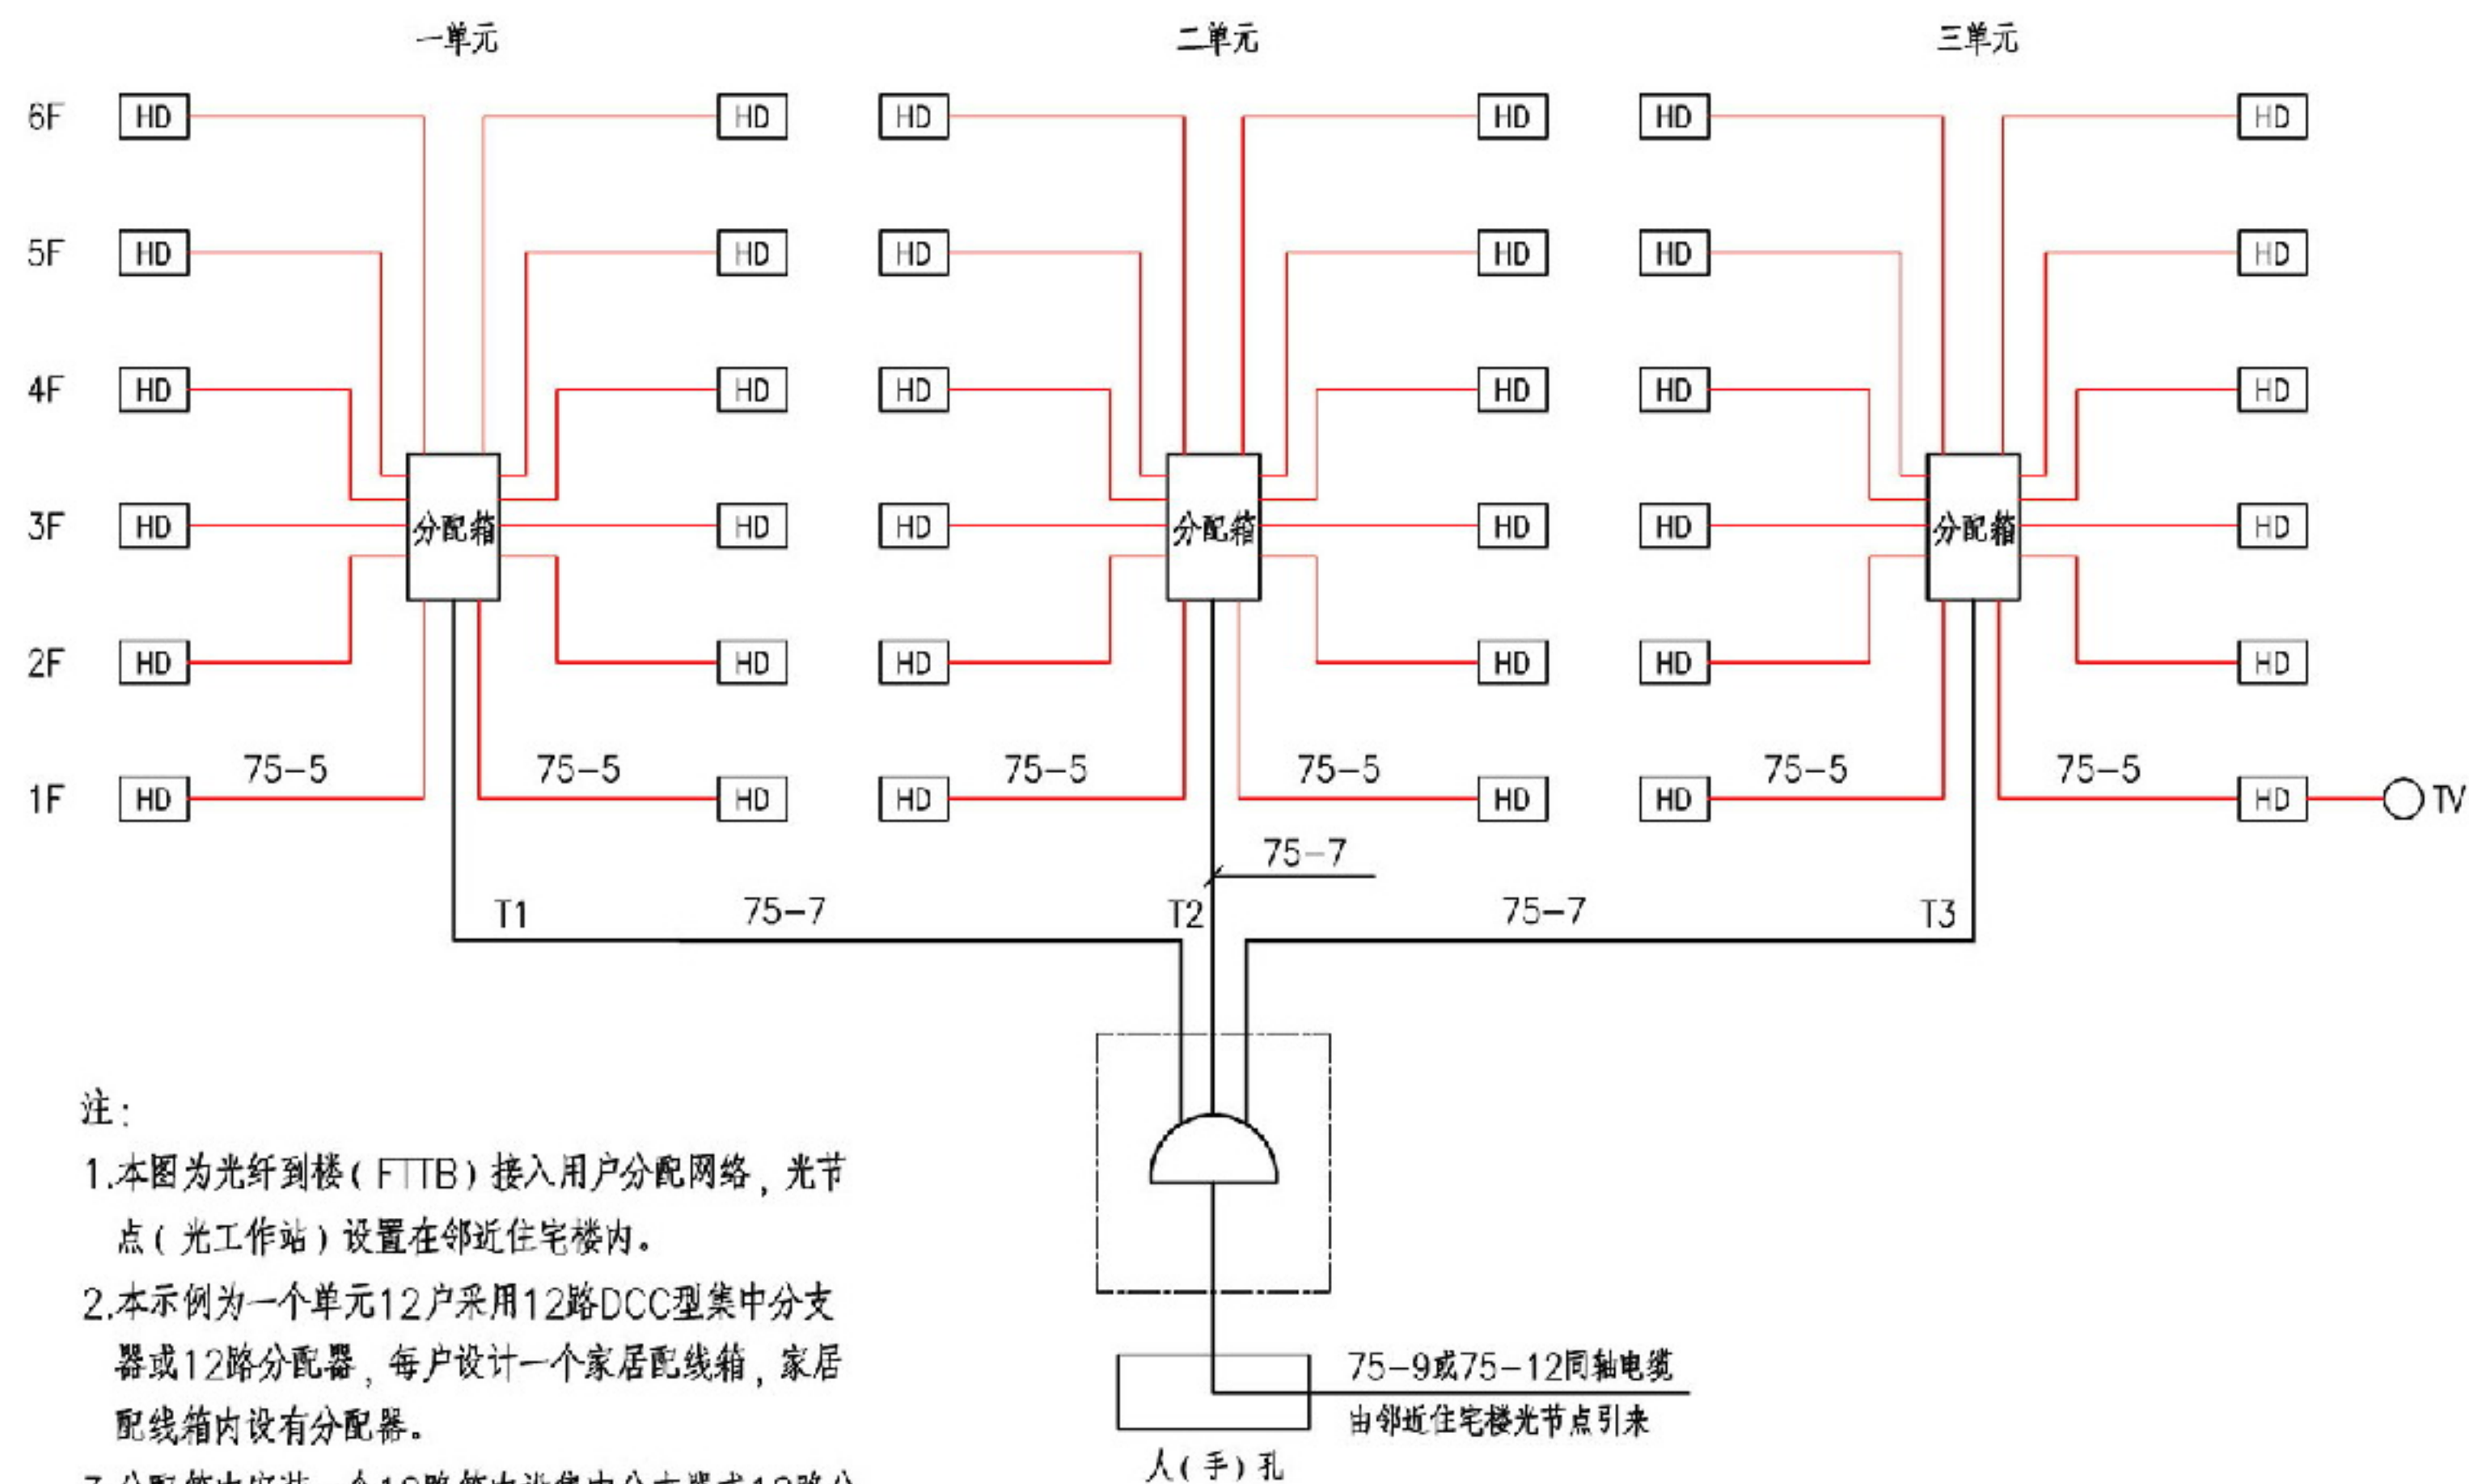 一单元 二单元 三单元
6F HD HD HD HD HD HD
5F HD HD HD HD HD HD
4F HD HD HD HD HD HD
分配箱 分配箱 分配箱
3F HD HD HD HD HD HD
2F HD HD HD HD HD HD
75-5 75-5 75-5 75-5 75-5 75-5
1F HD HD HD HD HD HD TV
75-7
T1 75-7 T2 75-7 T3
注:
1.本图为光纤到楼(FTTB)接入用户分配网络,光节
点(光工作站)设置在邻近住宅楼内。
2.本示例为一个单元12户采用12路DCC型集中分支
器或12路分配器,每户设计一个家居配线箱,家居
配线箱内设有分配器。
75-9或75-12同轴电缆
由邻近住宅楼光节点引来
人(手)孔